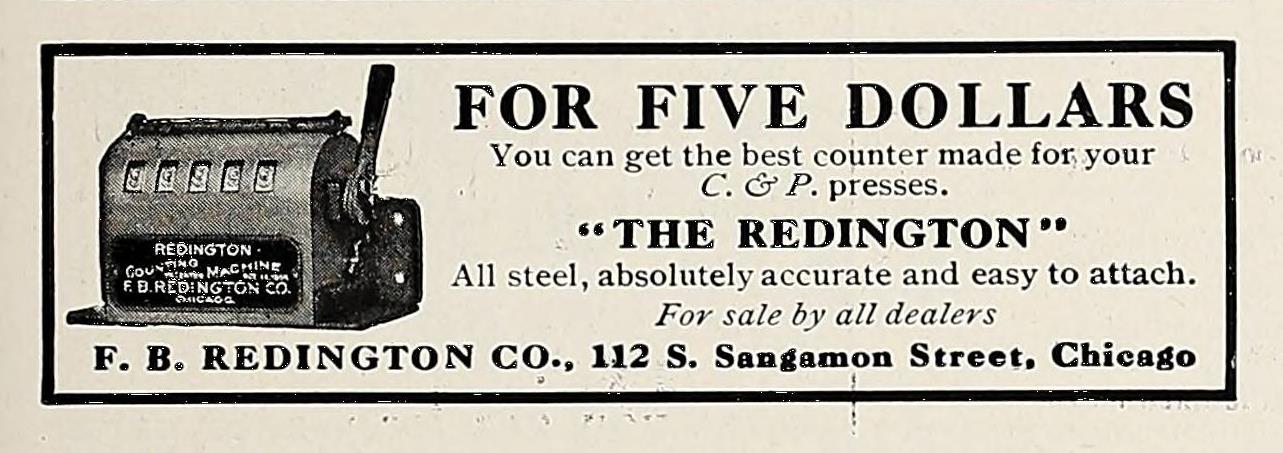 FOR FIVE DOLLARS
You can get the best counter made for your
C. & P. presses.
“THE REDINGTON”
All steel, absolutely accurate and easy to attach.
For sale by all dealers
F. B. REDINGTON CO., 112 S. Sangamon Street, Chicago
REDINGTON
COUNTING MACHINE
F. B. REDINGTON CO.
CHICAGO